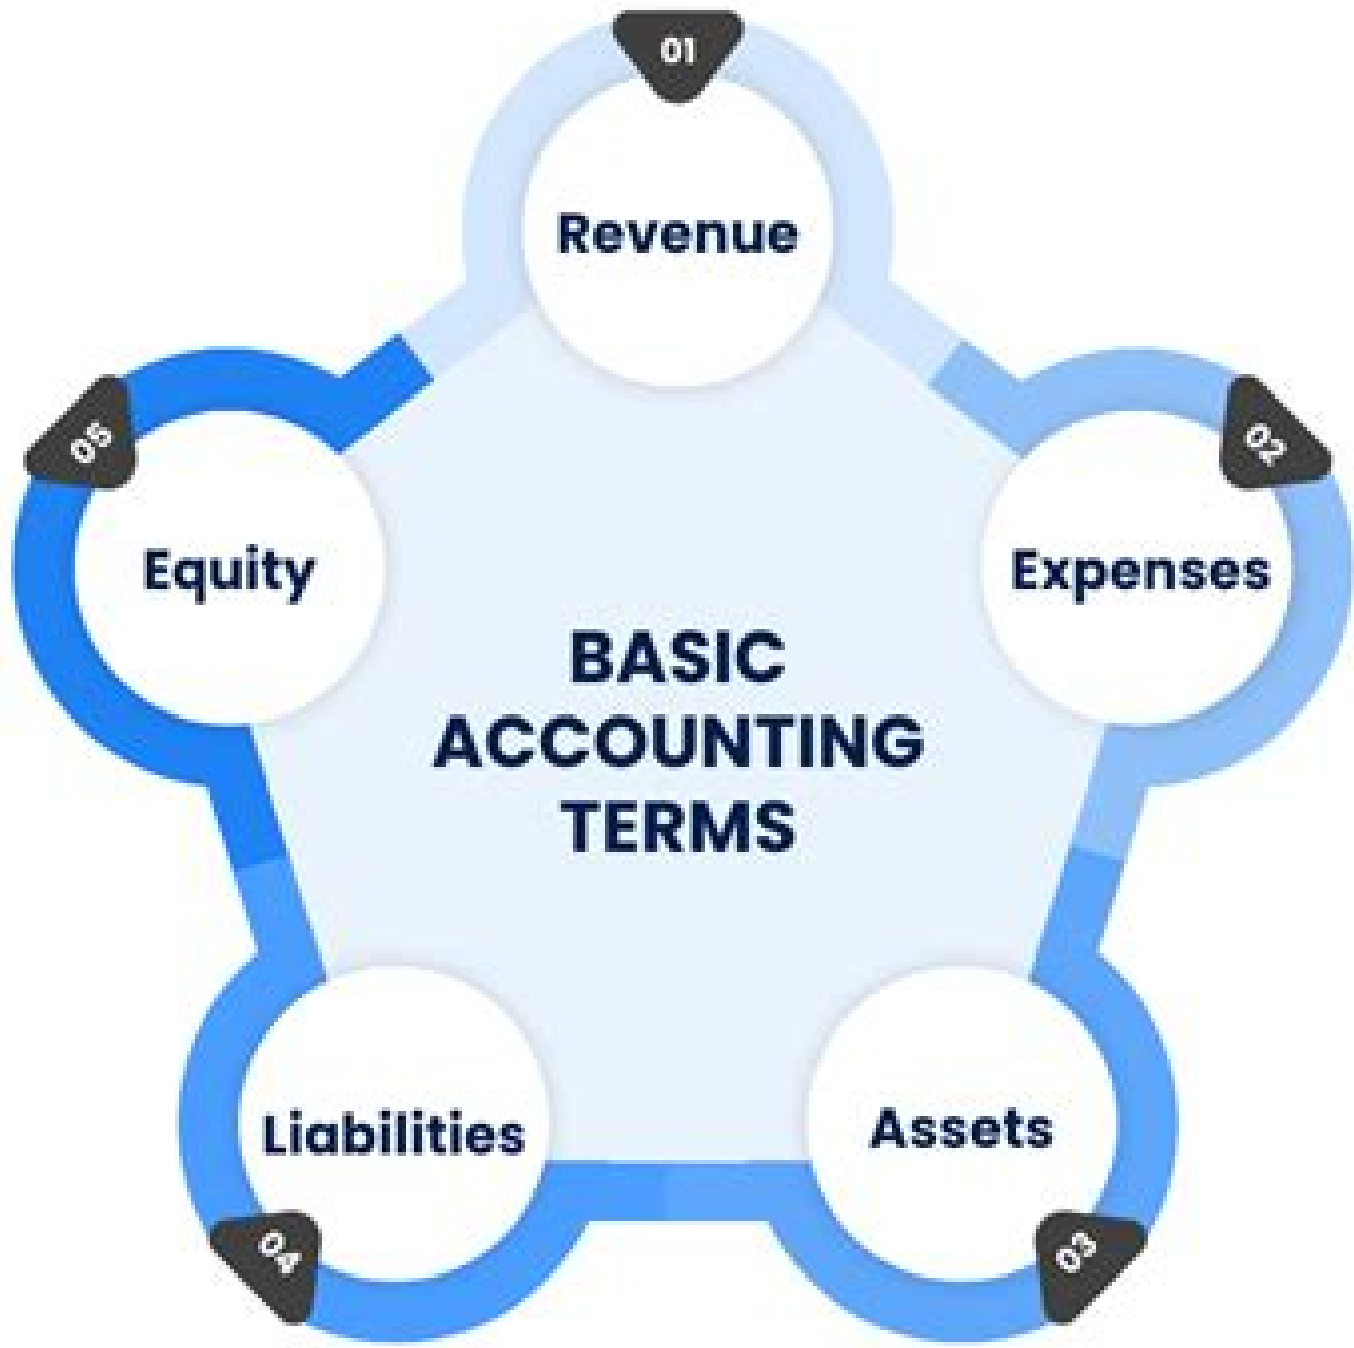 01
Revenue
02
Expenses
03
Assets
04
Liabilities
05
Equity
BASIC
ACCOUNTING
TERMS